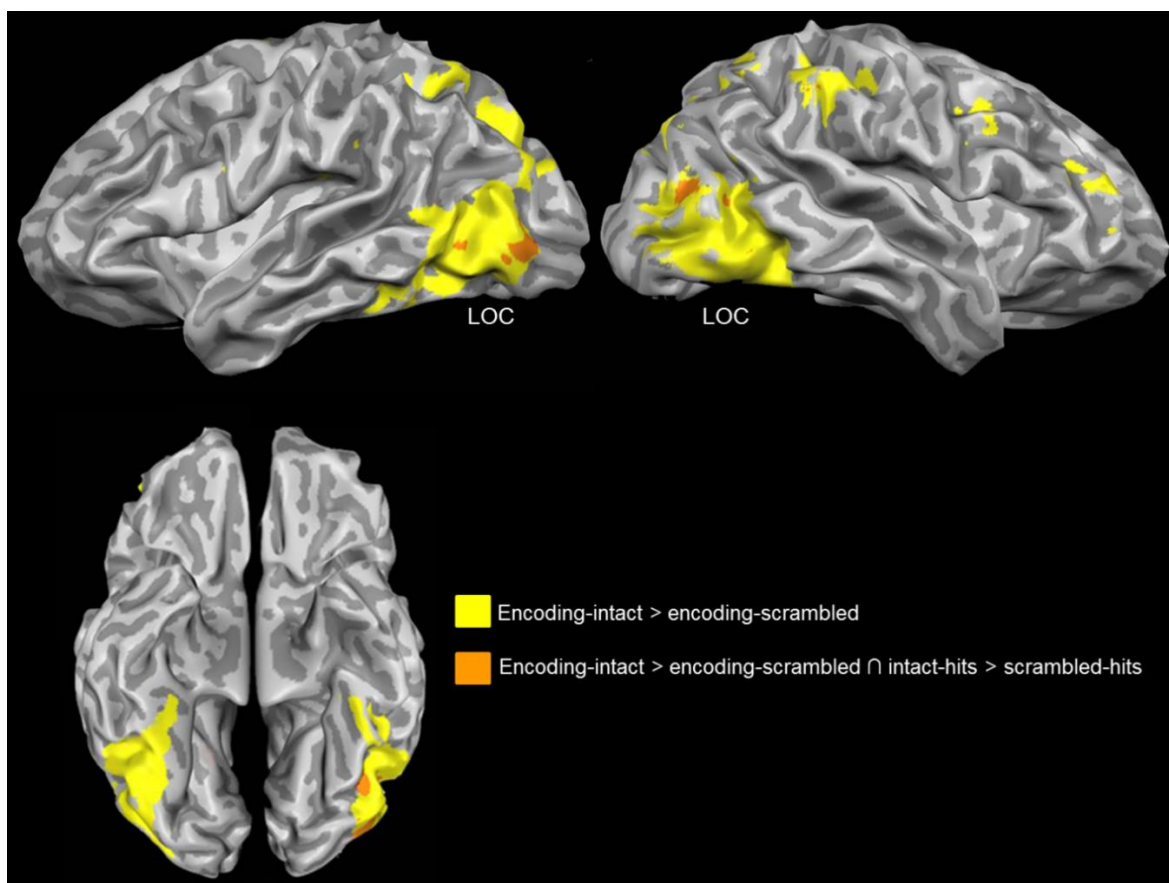 LOC
LOC
Encoding-intact > encoding-scrambled
Encoding-intact > encoding-scrambled ∩ intact-hits > scrambled-hits